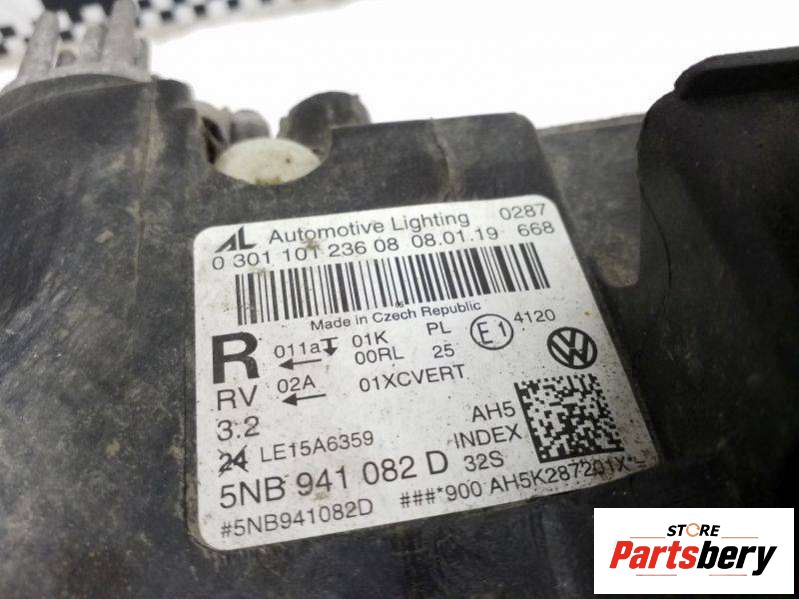 AL Automotive Lighting 0287
0 301 101 236 08 08.01.19 668
Made in Czech Republic
R 011a 01K PL E1 4120
00RL 25
RV 02A 01XCVERT
3.2 AH5
24 LE15A6359 INDEX
5NB 941 082 D 32S
#5NB941082D ###*900 AH5K287201X*
STORE
Partsbery